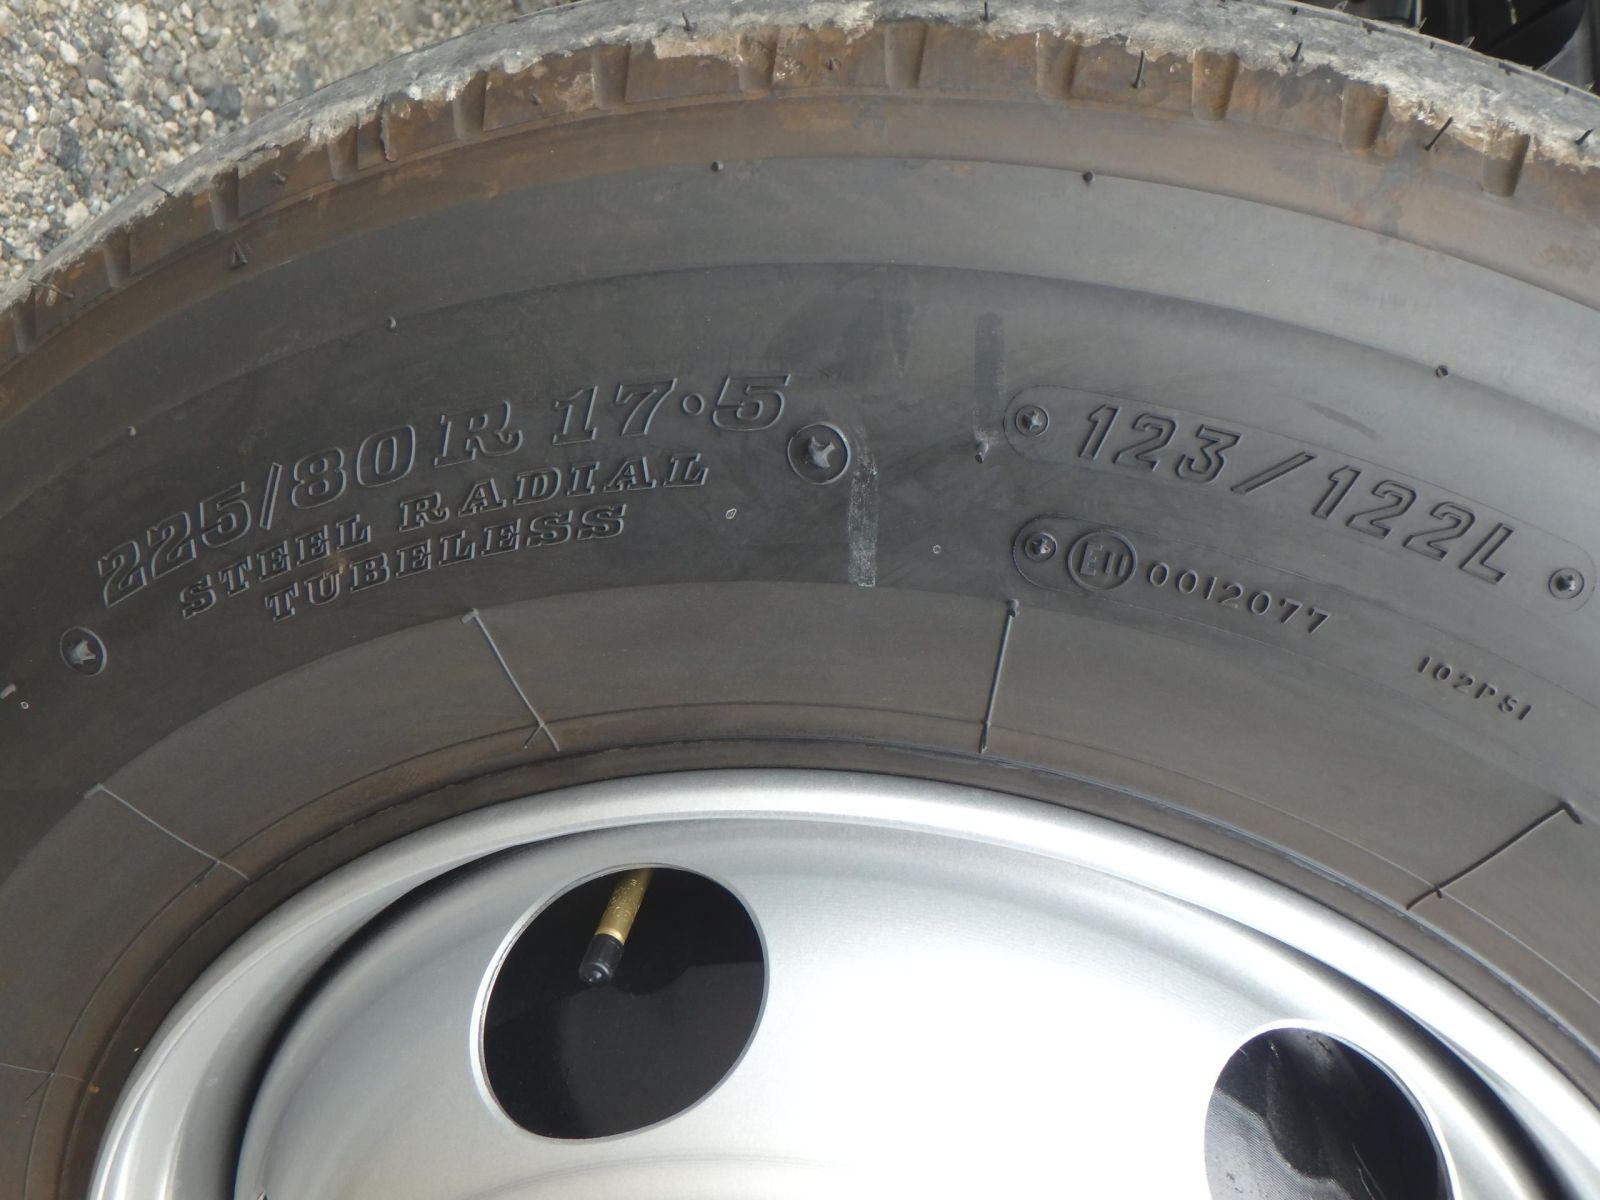 225/80R 17.5
STEEL RADIAL
TUBELESS
123/122L
E11 0012077
102PSI